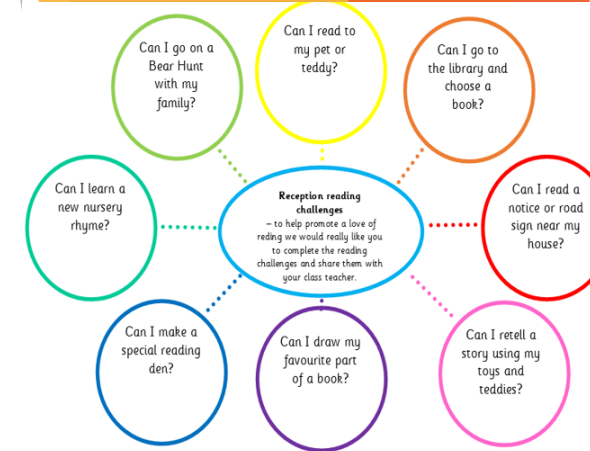 Can I go on a
Bear Hunt
with my
family?
Can I read to
my pet or
teddy?
Can I go to
the library and
choose a
book?
Can I learn a
new nursery
rhyme?
Reception reading
challenges
– to help promote a love of
reding we would really like you
to complete the reading
challenges and share them with
your class teacher.
Can I read a
notice or road
sign near my
house?
Can I make a
special reading
den?
Can I draw my
favourite part
of a book?
Can I retell a
story using my
toys and
teddies?